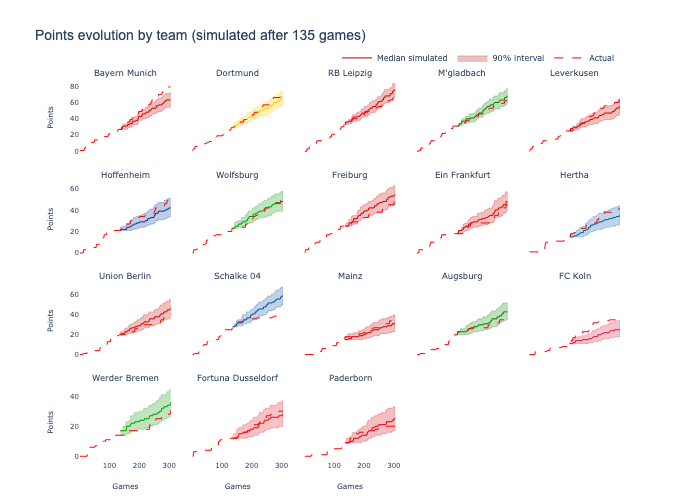 Points evolution by team (simulated after 135 games)
Median simulated 90% interval Actual
Bayern Munich Dortmund RB Leipzig M'gladbach Leverkusen
80
60
40
20
0
Points
Hoffenheim Wolfsburg Freiburg Ein Frankfurt Hertha
60
40
20
0
Points
Union Berlin Schalke 04 Mainz Augsburg FC Koln
60
40
20
0
Points
Werder Bremen Fortuna Dusseldorf Paderborn
40
20
0
Points
100 200 300 100 200 300 100 200 300
Games Games Games